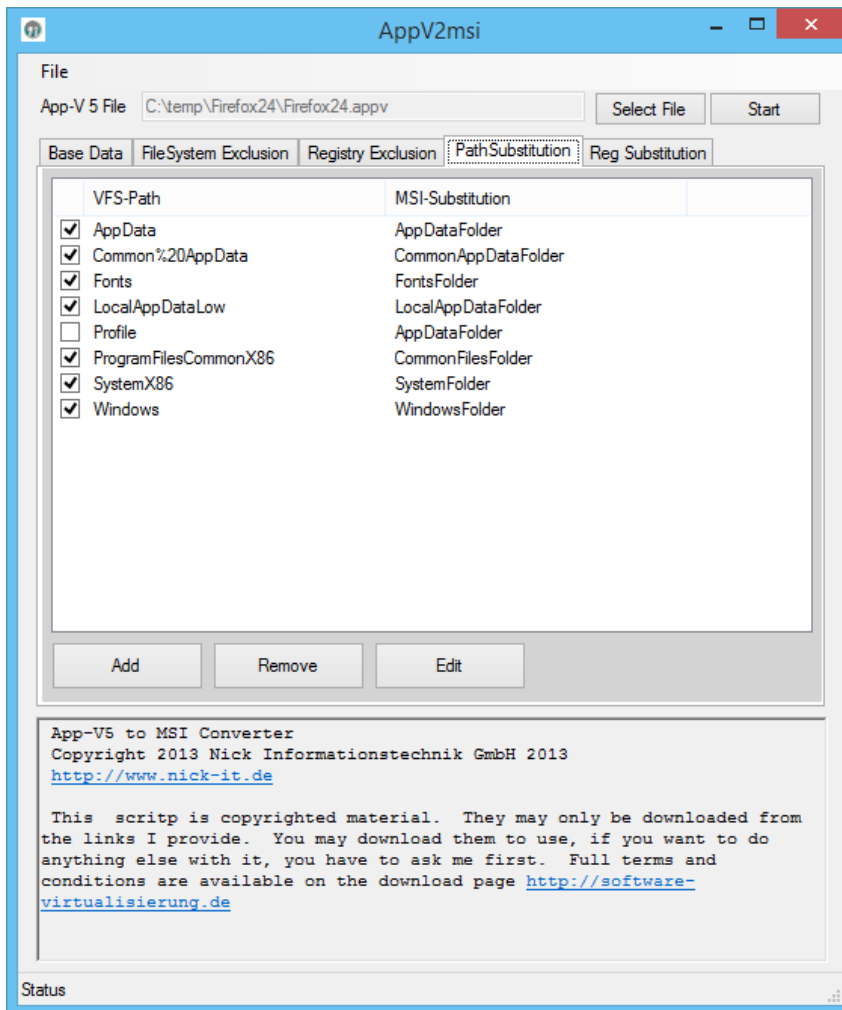 AppV2msi
File
App-V 5 File C:\temp\Firefox24\Firefox24.appv Select File Start
Base Data FileSystem Exclusion Registry Exclusion PathSubstitution Reg Substitution
VFS-Path MSI-Substitution
AppData AppDataFolder
Common%20AppData CommonAppDataFolder
Fonts FontsFolder
LocalAppDataLow LocalAppDataFolder
Profile AppDataFolder
ProgramFilesCommonX86 CommonFilesFolder
SystemX86 SystemFolder
Windows WindowsFolder
Add Remove Edit
App-V5 to MSI Converter
Copyright 2013 Nick Informationstechnik GmbH 2013
http://www.nick-it.de
This  scritp is copyrighted material.  They may only be downloaded from
the links I provide.  You may download them to use, if you want to do
anything else with it, you have to ask me first.  Full terms and
conditions are available on the download page http://software-
virtualisierung.de
Status